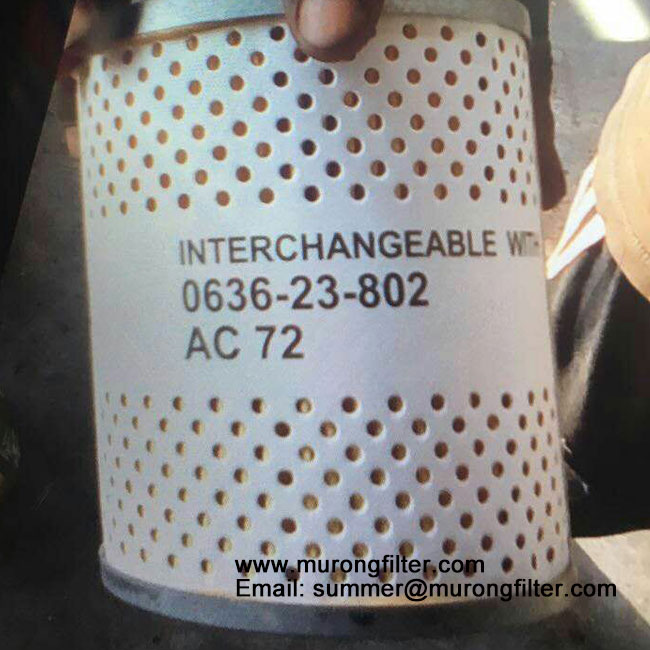 INTERCHANGEABLE WITH
0636-23-802
AC 72
www.murongfilter.com
Email: summer@murongfilter.com